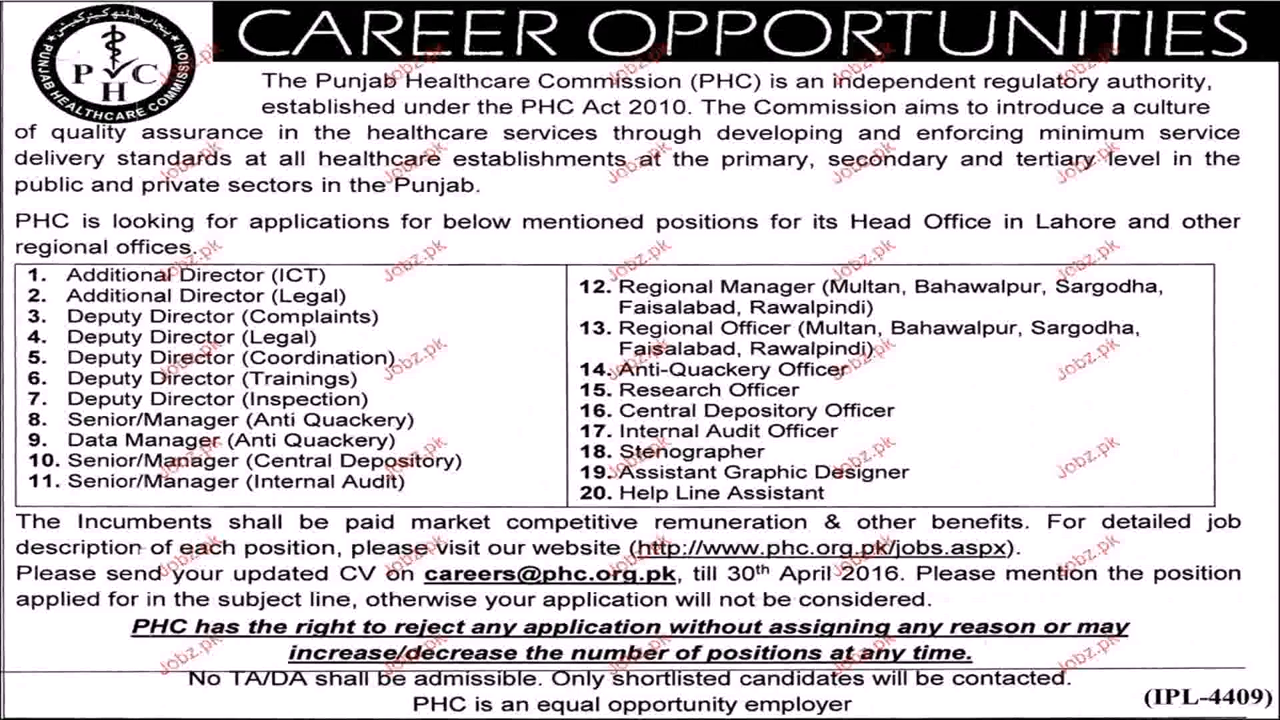 CAREER OPPORTUNITIES
پنجاب ہیلتھ کیئر کمیشن
PUNJAB HEALTHCARE COMMISSION
P H C
The Punjab Healthcare Commission (PHC) is an independent regulatory authority,
established under the PHC Act 2010. The Commission aims to introduce a culture
of quality assurance in the healthcare services through developing and enforcing minimum service
delivery standards at all healthcare establishments at the primary, secondary and tertiary level in the
public and private sectors in the Punjab.
PHC is looking for applications for below mentioned positions for its Head Office in Lahore and other
regional offices.
1. Additional Director (ICT)
2. Additional Director (Legal)
3. Deputy Director (Complaints)
4. Deputy Director (Legal)
5. Deputy Director (Coordination)
6. Deputy Director (Trainings)
7. Deputy Director (Inspection)
8. Senior/Manager (Anti Quackery)
9. Data Manager (Anti Quackery)
10. Senior/Manager (Central Depository)
11. Senior/Manager (Internal Audit)
12. Regional Manager (Multan, Bahawalpur, Sargodha,
Faisalabad, Rawalpindi)
13. Regional Officer (Multan, Bahawalpur, Sargodha,
Faisalabad, Rawalpindi)
14. Anti-Quackery Officer
15. Research Officer
16. Central Depository Officer
17. Internal Audit Officer
18. Stenographer
19. Assistant Graphic Designer
20. Help Line Assistant
The Incumbents shall be paid market competitive remuneration & other benefits. For detailed job
description of each position, please visit our website (http://www.phc.org.pk/jobs.aspx).
Please send your updated CV on careers@phc.org.pk, till 30th April 2016. Please mention the position
applied for in the subject line, otherwise your application will not be considered.
PHC has the right to reject any application without assigning any reason or may
increase/decrease the number of positions at any time.
No TA/DA shall be admissible. Only shortlisted candidates will be contacted.
PHC is an equal opportunity employer
(IPL-4409)
Jobz.pk